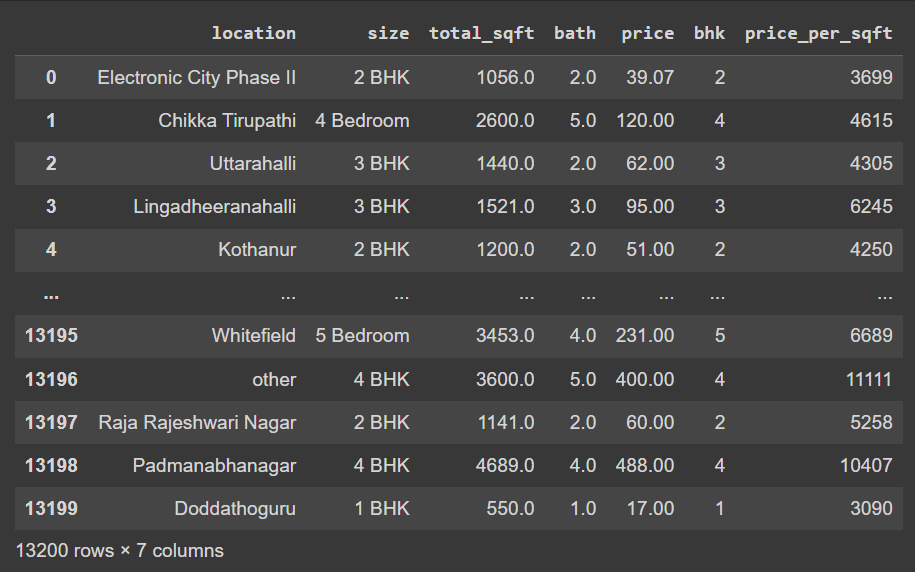 location size total_sqft bath price bhk price_per_sqft
0 Electronic City Phase II 2 BHK 1056.0 2.0 39.07 2 3699
1 Chikka Tirupathi 4 Bedroom 2600.0 5.0 120.00 4 4615
2 Uttarahalli 3 BHK 1440.0 2.0 62.00 3 4305
3 Lingadheeranahalli 3 BHK 1521.0 3.0 95.00 3 6245
4 Kothanur 2 BHK 1200.0 2.0 51.00 2 4250
... ... ... ... ... ... ... ...
13195 Whitefield 5 Bedroom 3453.0 4.0 231.00 5 6689
13196 other 4 BHK 3600.0 5.0 400.00 4 11111
13197 Raja Rajeshwari Nagar 2 BHK 1141.0 2.0 60.00 2 5258
13198 Padmanabhanagar 4 BHK 4689.0 4.0 488.00 4 10407
13199 Doddathoguru 1 BHK 550.0 1.0 17.00 1 3090
13200 rows × 7 columns